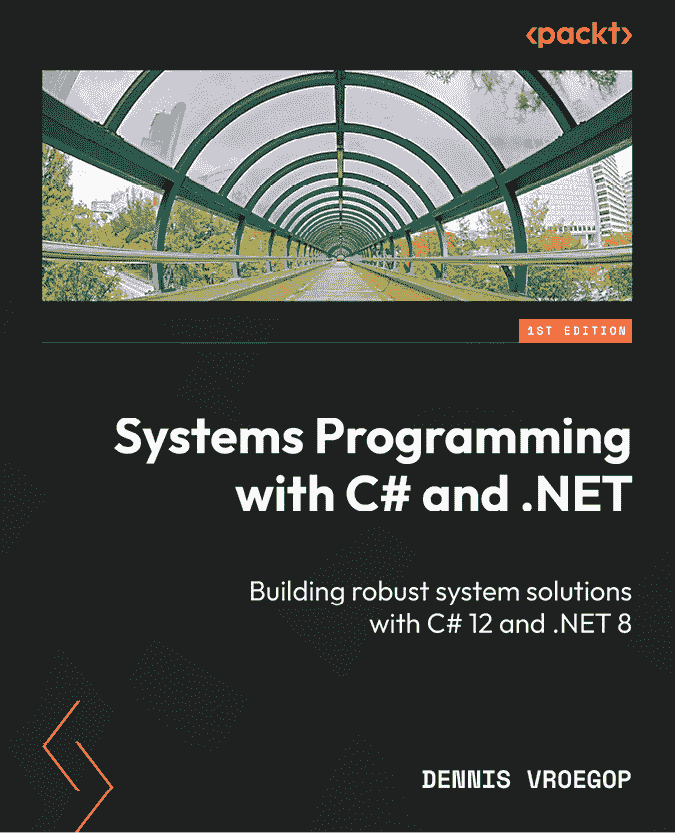 <packt>
1ST EDITION
Systems Programming
with C# and .NET
Building robust system solutions
with C# 12 and .NET 8
DENNIS VROEGOP